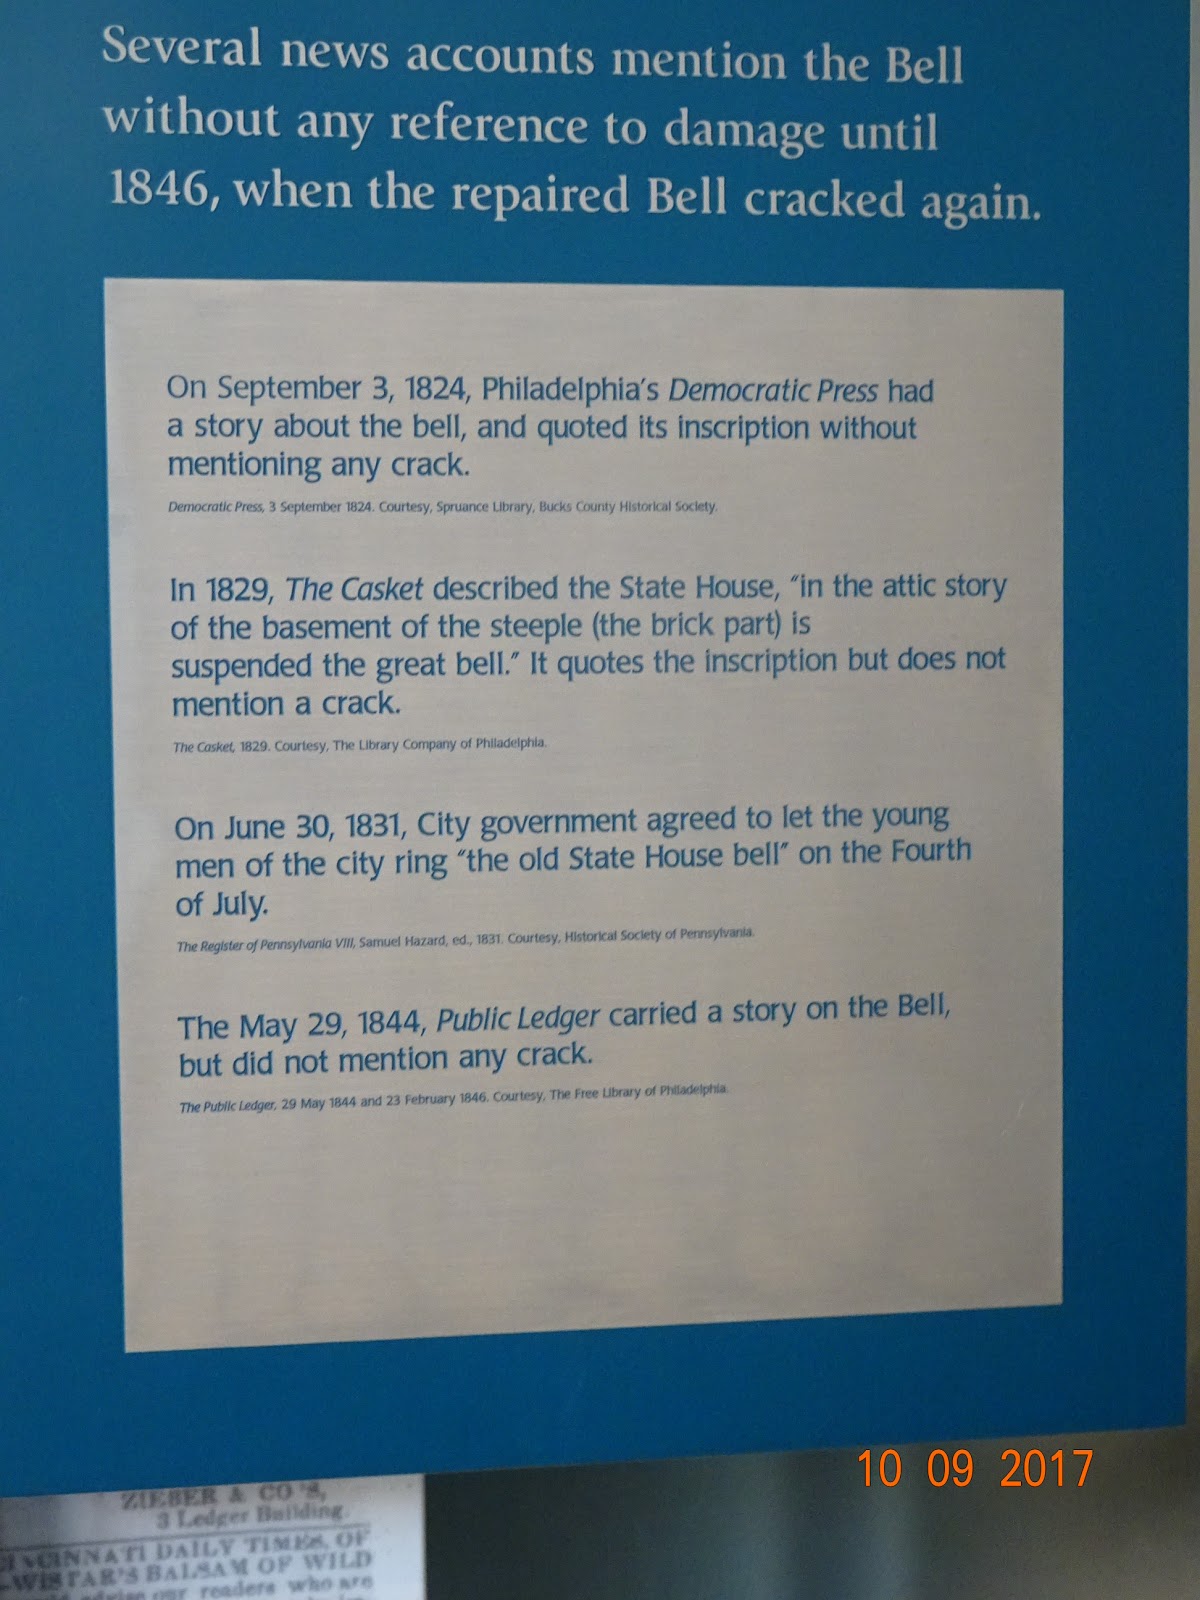 Several news accounts mention the Bell
without any reference to damage until
1846, when the repaired Bell cracked again.
On September 3, 1824, Philadelphia's Democratic Press had
a story about the bell, and quoted its inscription without
mentioning any crack.
Democratic Press, 3 September 1824. Courtesy, Spruance Library, Bucks County Historical Society.
In 1829, The Casket described the State House, "in the attic story
of the basement of the steeple (the brick part) is
suspended the great bell." It quotes the inscription but does not
mention a crack.
The Casket, 1829. Courtesy, The Library Company of Philadelphia.
On June 30, 1831, City government agreed to let the young
men of the city ring "the old State House bell" on the Fourth
of July.
The Register of Pennsylvania VIII, Samuel Hazard, ed., 1831. Courtesy, Historical Society of Pennsylvania.
The May 29, 1844, Public Ledger carried a story on the Bell,
but did not mention any crack.
The Public Ledger, 29 May 1844 and 23 February 1846. Courtesy, The Free Library of Philadelphia.
10 09 2017
ZIEBER & CO'S,
3 Ledger Building.
CINCINNATI DAILY TIMES, OF
WISTAR'S BALSAM OF WILD
our readers who are